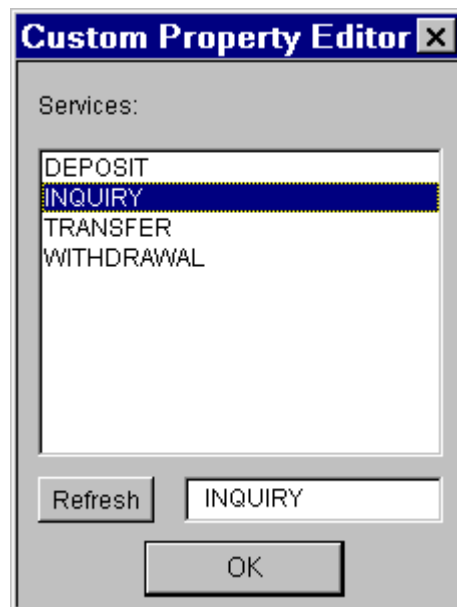 Custom Property Editor
Services:
DEPOSIT
INQUIRY
TRANSFER
WITHDRAWAL
Refresh INQUIRY
OK